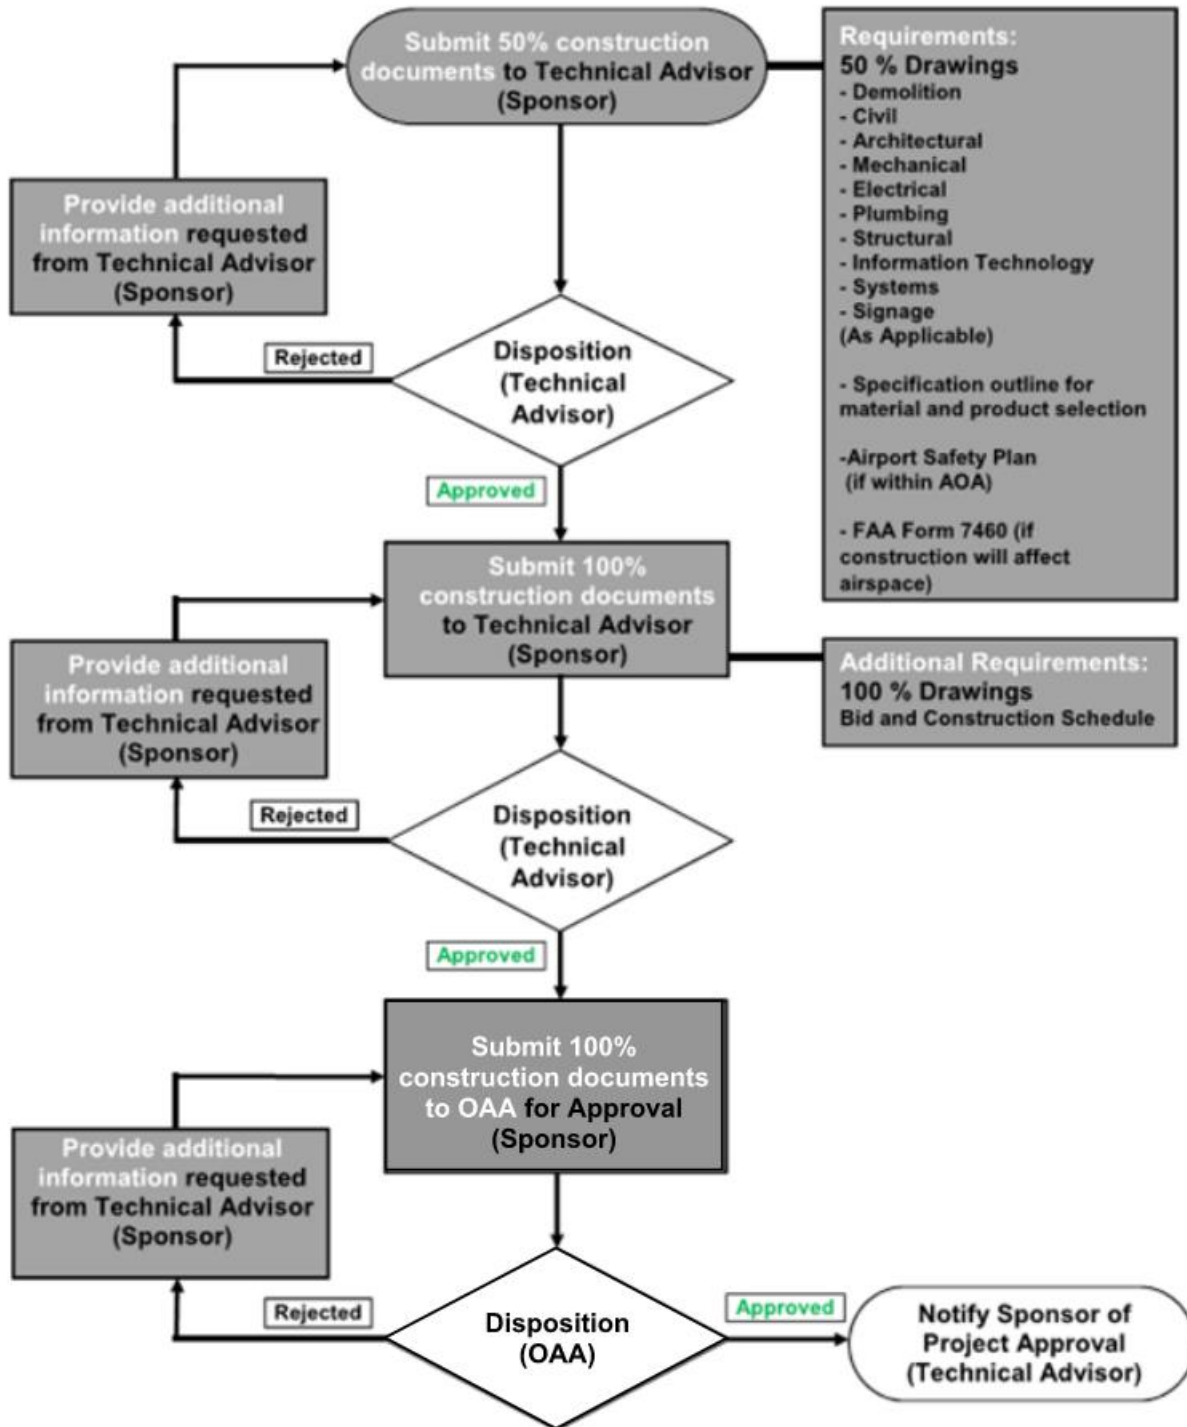 Submit 50% construction
documents to Technical Advisor
(Sponsor)
Requirements:
50 % Drawings
- Demolition
- Civil
- Architectural
- Mechanical
- Electrical
- Plumbing
- Structural
- Information Technology
- Systems
- Signage
(As Applicable)
- Specification outline for
material and product selection
-Airport Safety Plan
(if within AOA)
- FAA Form 7460 (if
construction will affect
airspace)
Provide additional
information requested
from Technical Advisor
(Sponsor)
Rejected
Disposition
(Technical
Advisor)
Approved
Submit 100%
construction documents
to Technical Advisor
(Sponsor)
Additional Requirements:
100 % Drawings
Bid and Construction Schedule
Provide additional
information requested
from Technical Advisor
(Sponsor)
Rejected
Disposition
(Technical
Advisor)
Approved
Submit 100%
construction documents
to OAA for Approval
(Sponsor)
Provide additional
information requested
from Technical Advisor
(Sponsor)
Rejected
Disposition
(OAA)
Approved
Notify Sponsor of
Project Approval
(Technical Advisor)